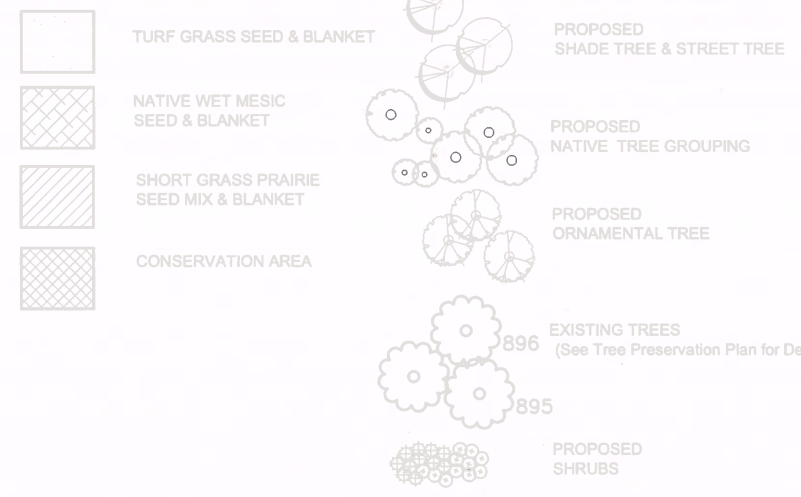 TURF GRASS SEED & BLANKET
NATIVE WET MESIC
SEED & BLANKET
SHORT GRASS PRAIRIE
SEED MIX & BLANKET
CONSERVATION AREA
PROPOSED
SHADE TREE & STREET TREE
PROPOSED
NATIVE TREE GROUPING
PROPOSED
ORNAMENTAL TREE
896
EXISTING TREES
(See Tree Preservation Plan for
895
PROPOSED
SHRUBS